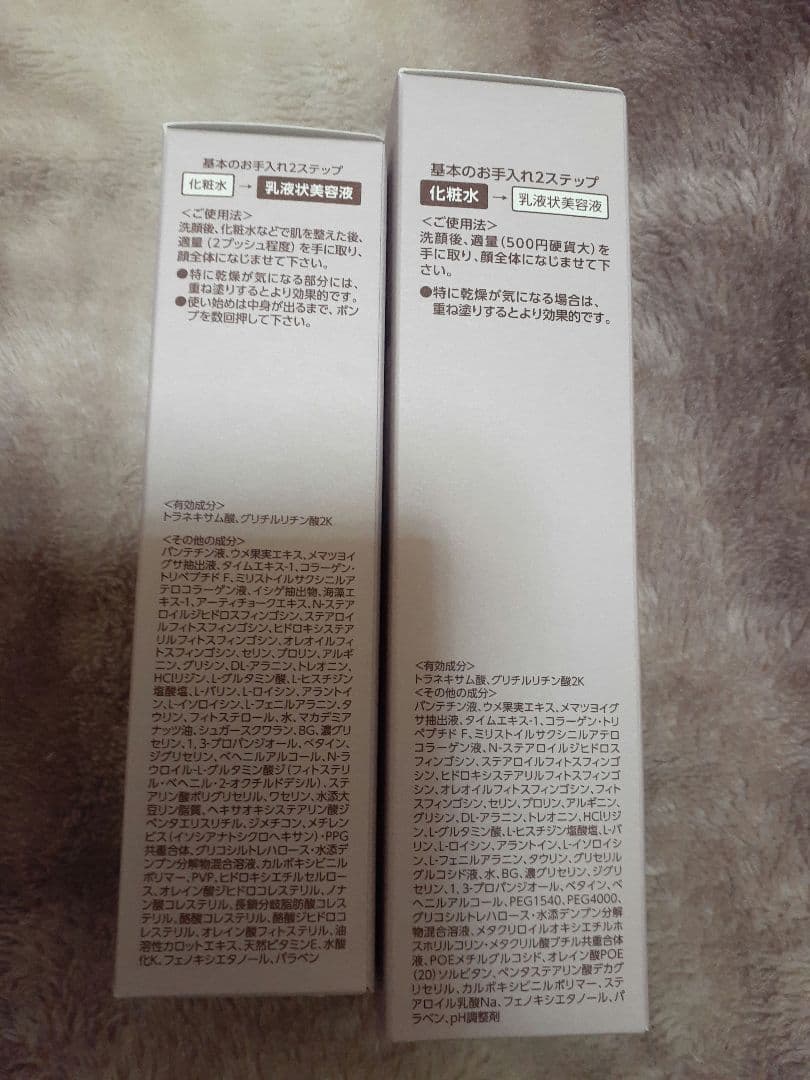 基本のお手入れ2ステップ
化粧水 → 乳液状美容液
＜ご使用法＞
洗顔後、化粧水などで肌を整えた後、
適量（2プッシュ程度）を手に取り、
顔全体になじませて下さい。
●特に乾燥が気になる部分には、
重ね塗りするとより効果的です。
●使い始めは中身が出るまで、ポン
プを数回押して下さい。
＜有効成分＞
トラネキサム酸、グリチルリチン酸2K
＜その他の成分＞
パンテチン液、ウメ果実エキス、メマツヨイ
グサ抽出液、タイムエキス-1、コラーゲン・
トリペプチド F、ミリストイルサクシニルア
テロコラーゲン液、イシゲ抽出物、海藻エ
キス-1、アーティチョークエキス、N-ステア
ロイルジヒドロスフィンゴシン、ステアロイ
ルフィトスフィンゴシン、ヒドロキシステア
リルフィトスフィンゴシン、オレオイルフィ
トスフィンゴシン、セリン、プロリン、アルギ
ニン、グリシン、DL-アラニン、トレオニン、
HClリジン、L-グルタミン酸、L-ヒスチジン
塩酸塩、L-バリン、L-ロイシン、アラントイ
ン、L-イソロイシン、L-フェニルアラニン、タ
ウリン、フィトステロール、水、マカデミア
ナッツ油、シュガースクワラン、BG、濃グリ
セリン、1, 3-プロパンジオール、ベタイン、
ジグリセリン、ベヘニルアルコール、N-ラ
ウロイル-L-グルタミン酸ジ（フィトステリ
ル・ベヘニル・2-オクチルドデシル）、ステ
アリン酸ポリグリセリル、ワセリン、水添大
豆リン脂質、ヘキサオキシステアリン酸ジ
ペンタエリスリチル、ジメチコン、メチレン
ビス（イソシアナトシクロヘキサン）・PPG
共重合体、グリコシルトレハロース・水添デ
ンプン分解物混合溶液、カルボキシビニル
ポリマー、PVP、ヒドロキシエチルセルロー
ス、オレイン酸ジヒドロコレステリル、ノナ
ン酸コレステリル、長鎖分岐脂肪酸コレス
テリル、酪酸コレステリル、酪酸ジヒドロコ
レステリル、オレイン酸フィトステリル、油
溶性カロットエキス、天然ビタミンE、水酸
化K、フェノキシエタノール、パラベン
基本のお手入れ2ステップ
化粧水 → 乳液状美容液
＜ご使用法＞
洗顔後、適量（500円硬貨大）を
手に取り、顔全体になじませて下
さい。
●特に乾燥が気になる場合は、
重ね塗りするとより効果的です。
＜有効成分＞
トラネキサム酸、グリチルリチン酸2K
＜その他の成分＞
パンテチン液、ウメ果実エキス、メマツヨイグ
サ抽出液、タイムエキス-1、コラーゲン・トリ
ペプチド F、ミリストイルサクシニルアテロ
コラーゲン液、N-ステアロイルジヒドロス
フィンゴシン、ステアロイルフィトスフィンゴ
シン、ヒドロキシステアリルフィトスフィンゴ
シン、オレオイルフィトスフィンゴシン、フィト
スフィンゴシン、セリン、プロリン、アルギニン、
グリシン、DL-アラニン、トレオニン、HClリジ
ン、L-グルタミン酸、L-ヒスチジン塩酸塩、L-バ
リン、L-ロイシン、アラントイン、L-イソロイシ
ン、L-フェニルアラニン、タウリン、グリセリル
グルコシド液、水、BG、濃グリセリン、ジグリ
セリン、1, 3-プロパンジオール、ベタイン、ベ
ヘニルアルコール、PEG1540、PEG4000、
グリコシルトレハロース・水添デンプン分解
物混合溶液、メタクリロイルオキシエチルホ
スホリルコリン・メタクリル酸ブチル共重合体
液、POEメチルグルコシド、オレイン酸POE
(20)ソルビタン、ペンタステアリン酸デカグ
リセリル、カルボキシビニルポリマー、ステ
アロイル乳酸Na、フェノキシエタノール、パ
ラベン、pH調整剤